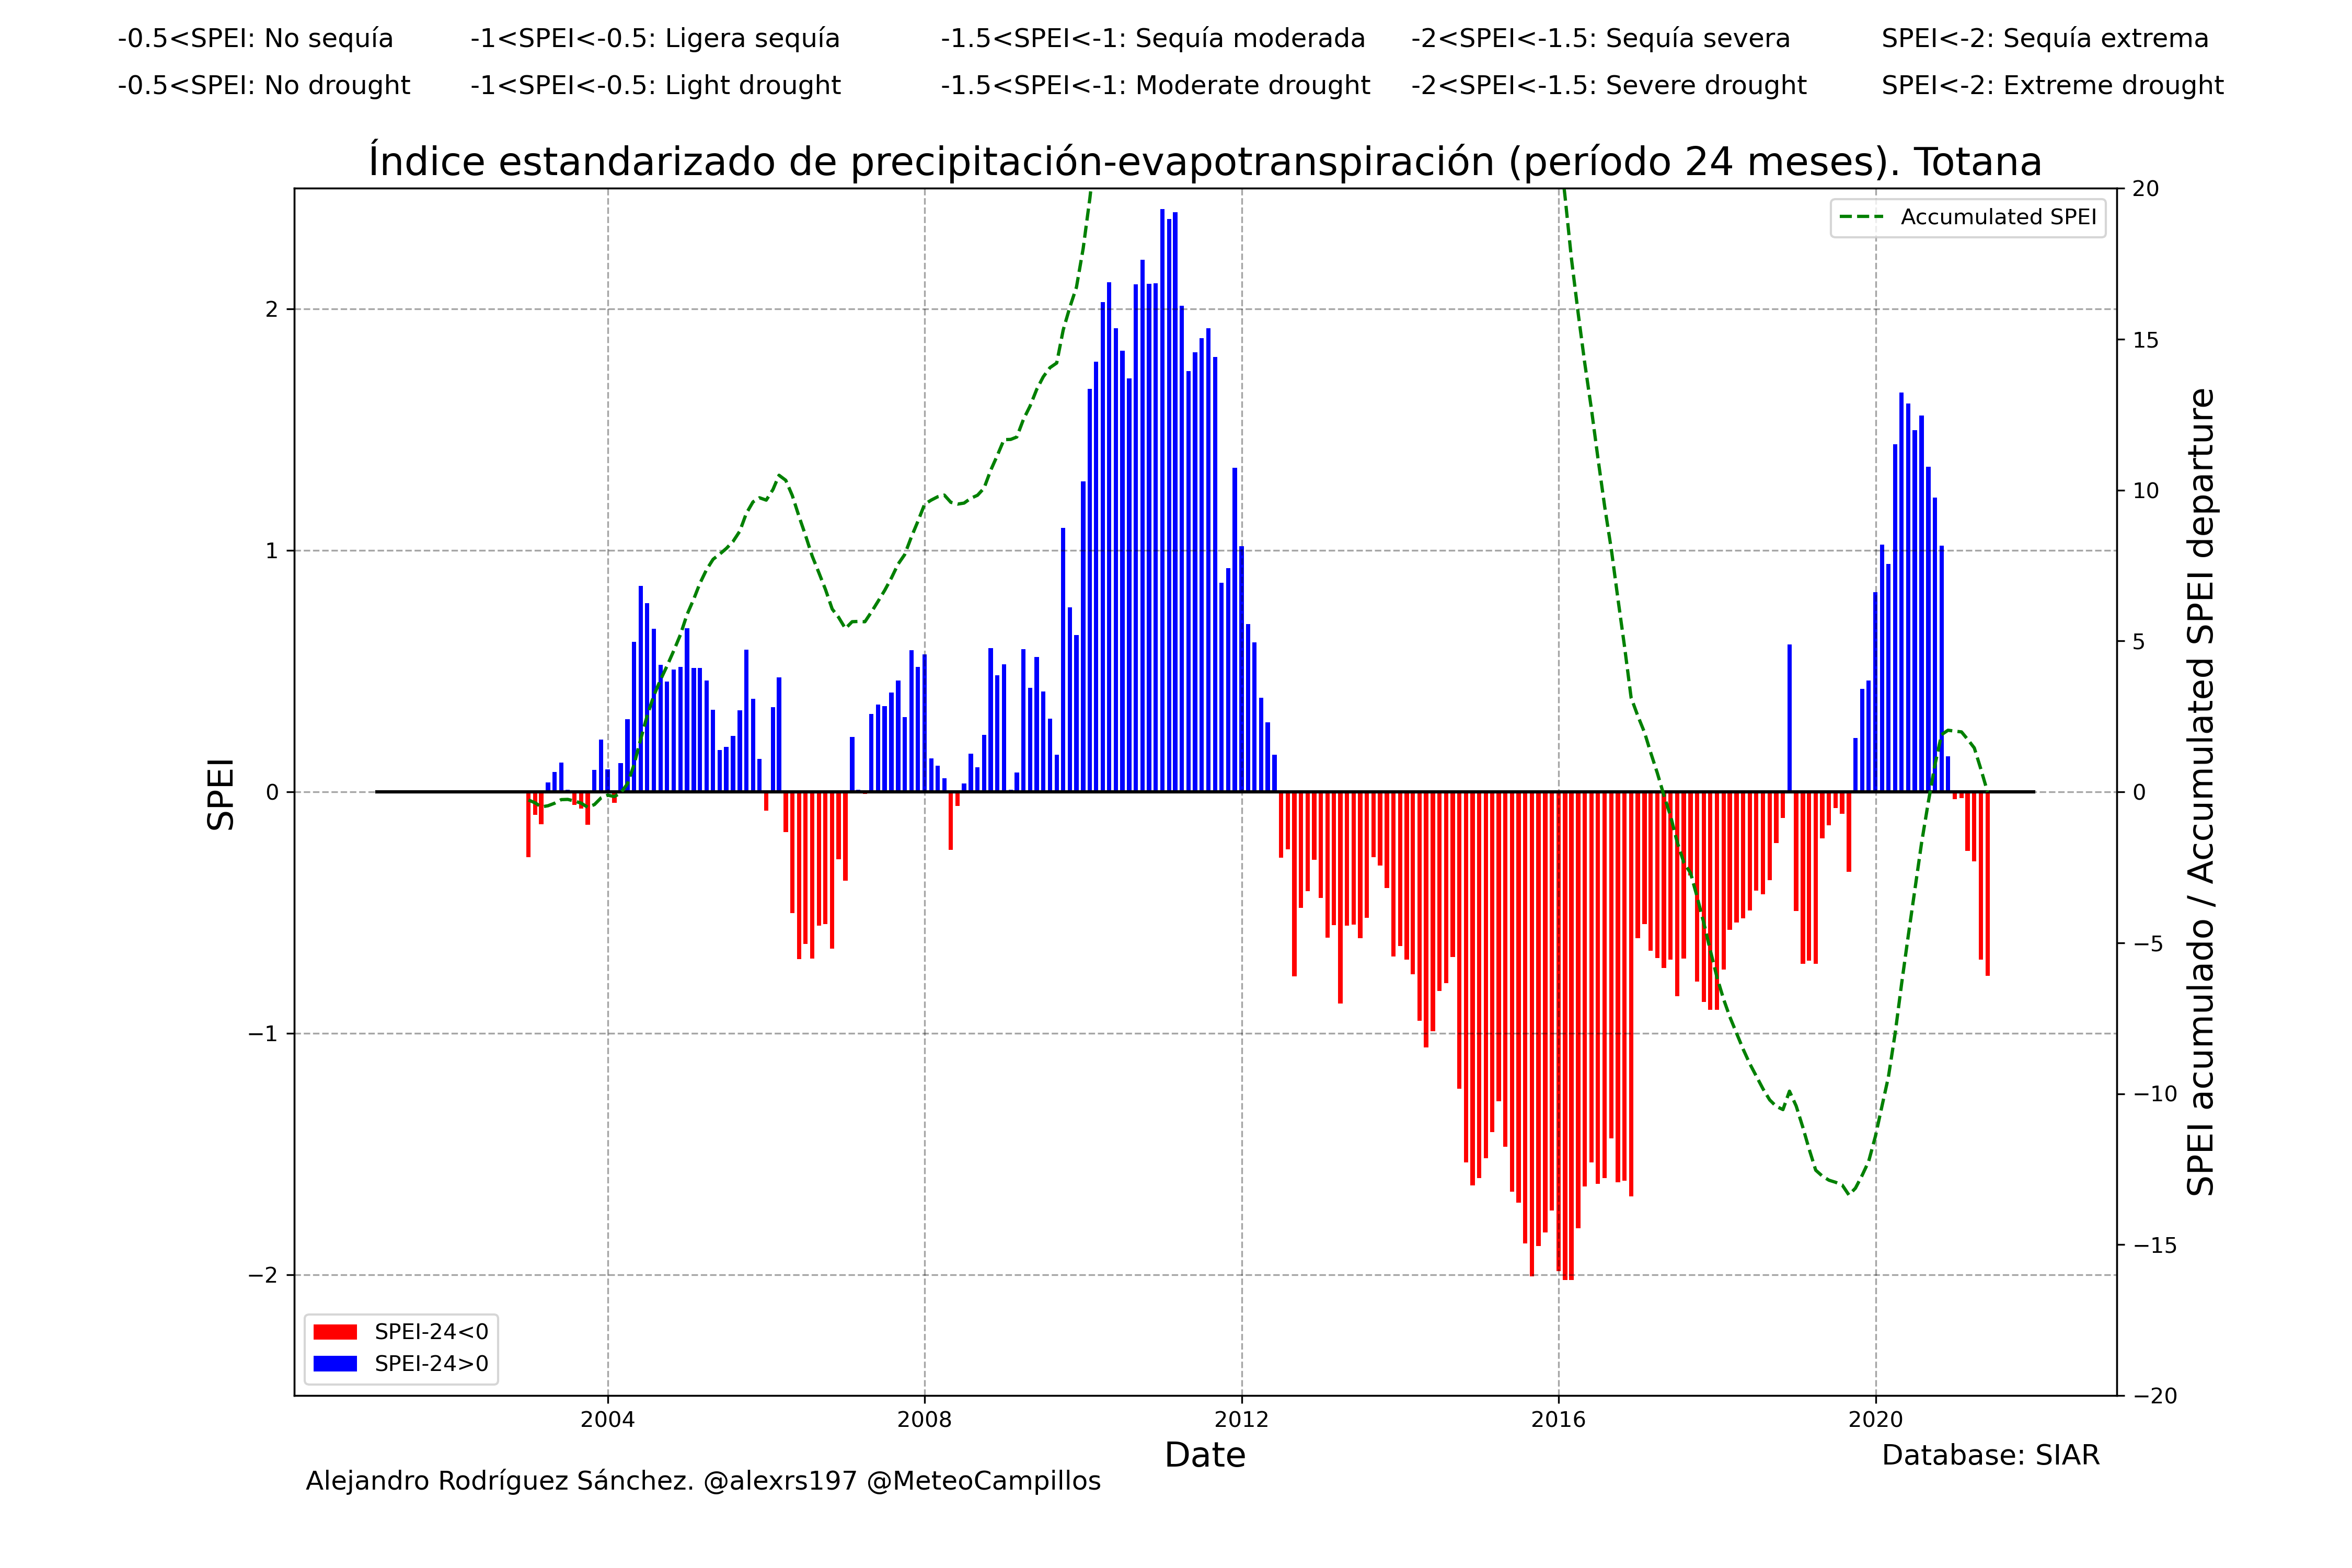 -0.5<SPEI: No sequía -1<SPEI<-0.5: Ligera sequía -1.5<SPEI<-1: Sequía moderada -2<SPEI<-1.5: Sequía severa SPEI<-2: Sequía extrema
-0.5<SPEI: No drought -1<SPEI<-0.5: Light drought -1.5<SPEI<-1: Moderate drought -2<SPEI<-1.5: Severe drought SPEI<-2: Extreme drought
Índice estandarizado de precipitación-evapotranspiración (período 24 meses). Totana
Accumulated SPEI
SPEI
2
1
0
−1
−2
20
15
10
5
0
−5
−10
−15
−20
SPEI acumulado / Accumulated SPEI departure
SPEI-24<0
SPEI-24>0
2004 2008 2012 2016 2020
Date
Database: SIAR
Alejandro Rodríguez Sánchez. @alexrs197 @MeteoCampillos